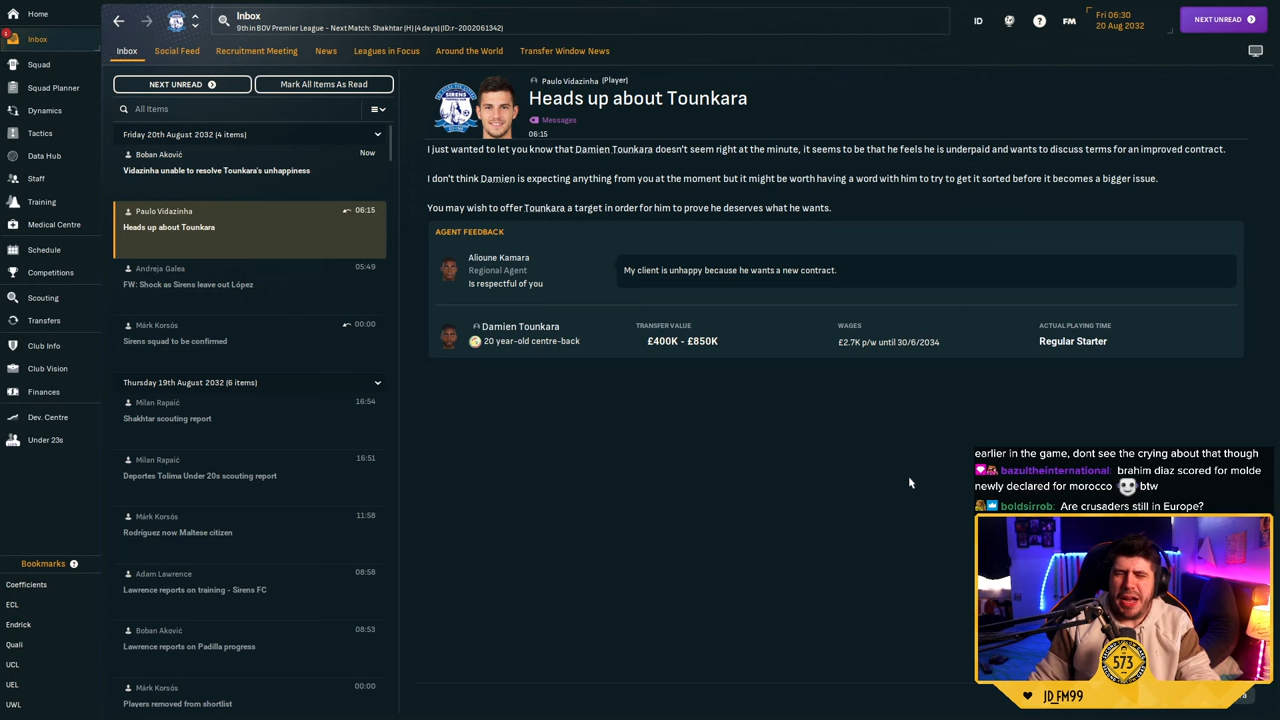 Inbox
9th in BOV Premier League - Next Match: Shakhtar (H) (4 days) (ID:r-2002061342)
ID
FM
Fri 06:30
20 Aug 2032
NEXT UNREAD
Home
1
Inbox
Squad
Squad Planner
Dynamics
Tactics
Data Hub
Staff
Training
Medical Centre
Schedule
Competitions
Scouting
Transfers
Club Info
Club Vision
Finances
Dev. Centre
Under 23s
Bookmarks
Coefficients
ECL
Endrick
Quali
UCL
UEL
UWL
Inbox
Social Feed
Recruitment Meeting
News
Leagues in Focus
Around the World
Transfer Window News
NEXT UNREAD
Mark All Items As Read
All Items
Friday 20th August 2032 (4 items)
Boban Aković
Now
Vidazinha unable to resolve Tounkara's unhappiness
Paulo Vidazinha
06:15
Heads up about Tounkara
Andreja Galea
05:49
FW: Shock as Sirens leave out López
Márk Korsós
00:00
Sirens squad to be confirmed
Thursday 19th August 2032 (6 items)
Milan Rapaić
16:54
Shakhtar scouting report
Milan Rapaić
16:51
Deportes Tolima Under 20s scouting report
Márk Korsós
11:58
Rodríguez now Maltese citizen
Adam Lawrence
08:58
Lawrence reports on training - Sirens FC
Boban Aković
08:53
Lawrence reports on Padilla progress
Márk Korsós
00:00
Players removed from shortlist
SIRENS
Paulo Vidazinha (Player)
Heads up about Tounkara
Messages
06:15
I just wanted to let you know that Damien Tounkara doesn't seem right at the minute, it seems to be that he feels he is underpaid and wants to discuss terms for an improved contract.
I don't think Damien is expecting anything from you at the moment but it might be worth having a word with him to try to get it sorted before it becomes a bigger issue.
You may wish to offer Tounkara a target in order for him to prove he deserves what he wants.
AGENT FEEDBACK
Alioune Kamara
Regional Agent
Is respectful of you
My client is unhappy because he wants a new contract.
Damien Tounkara
20 year-old centre-back
TRANSFER VALUE
£400K - £850K
WAGES
£2.7K p/w until 30/6/2034
ACTUAL PLAYING TIME
Regular Starter
earlier in the game, dont see the crying about that though
bazultheinternational: brahim diaz scored for molde
newly declared for morocco btw
boldsirrob: Are crusaders still in Europe?
573
JD_FM99